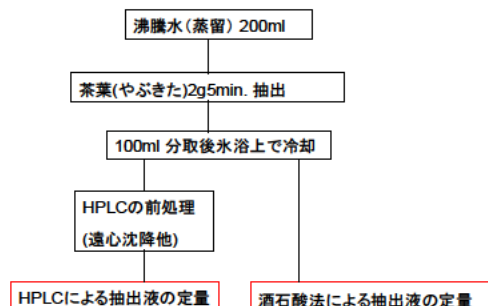 沸騰水(蒸留) 200ml
茶葉(やぶきた)2g5min. 抽出
100ml 分取後氷浴上で冷却
HPLCの前処理
(遠心沈降他)
HPLCによる抽出液の定量
酒石酸法による抽出液の定量